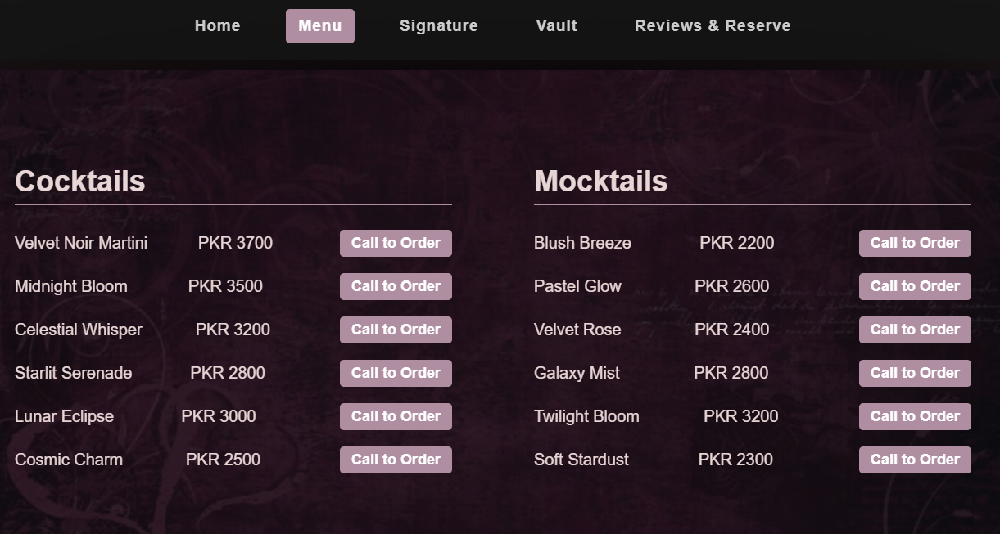 Home Menu Signature Vault Reviews & Reserve
Cocktails
Velvet Noir Martini PKR 3700 Call to Order
Midnight Bloom PKR 3500 Call to Order
Celestial Whisper PKR 3200 Call to Order
Starlit Serenade PKR 2800 Call to Order
Lunar Eclipse PKR 3000 Call to Order
Cosmic Charm PKR 2500 Call to Order
Mocktails
Blush Breeze PKR 2200 Call to Order
Pastel Glow PKR 2600 Call to Order
Velvet Rose PKR 2400 Call to Order
Galaxy Mist PKR 2800 Call to Order
Twilight Bloom PKR 3200 Call to Order
Soft Stardust PKR 2300 Call to Order